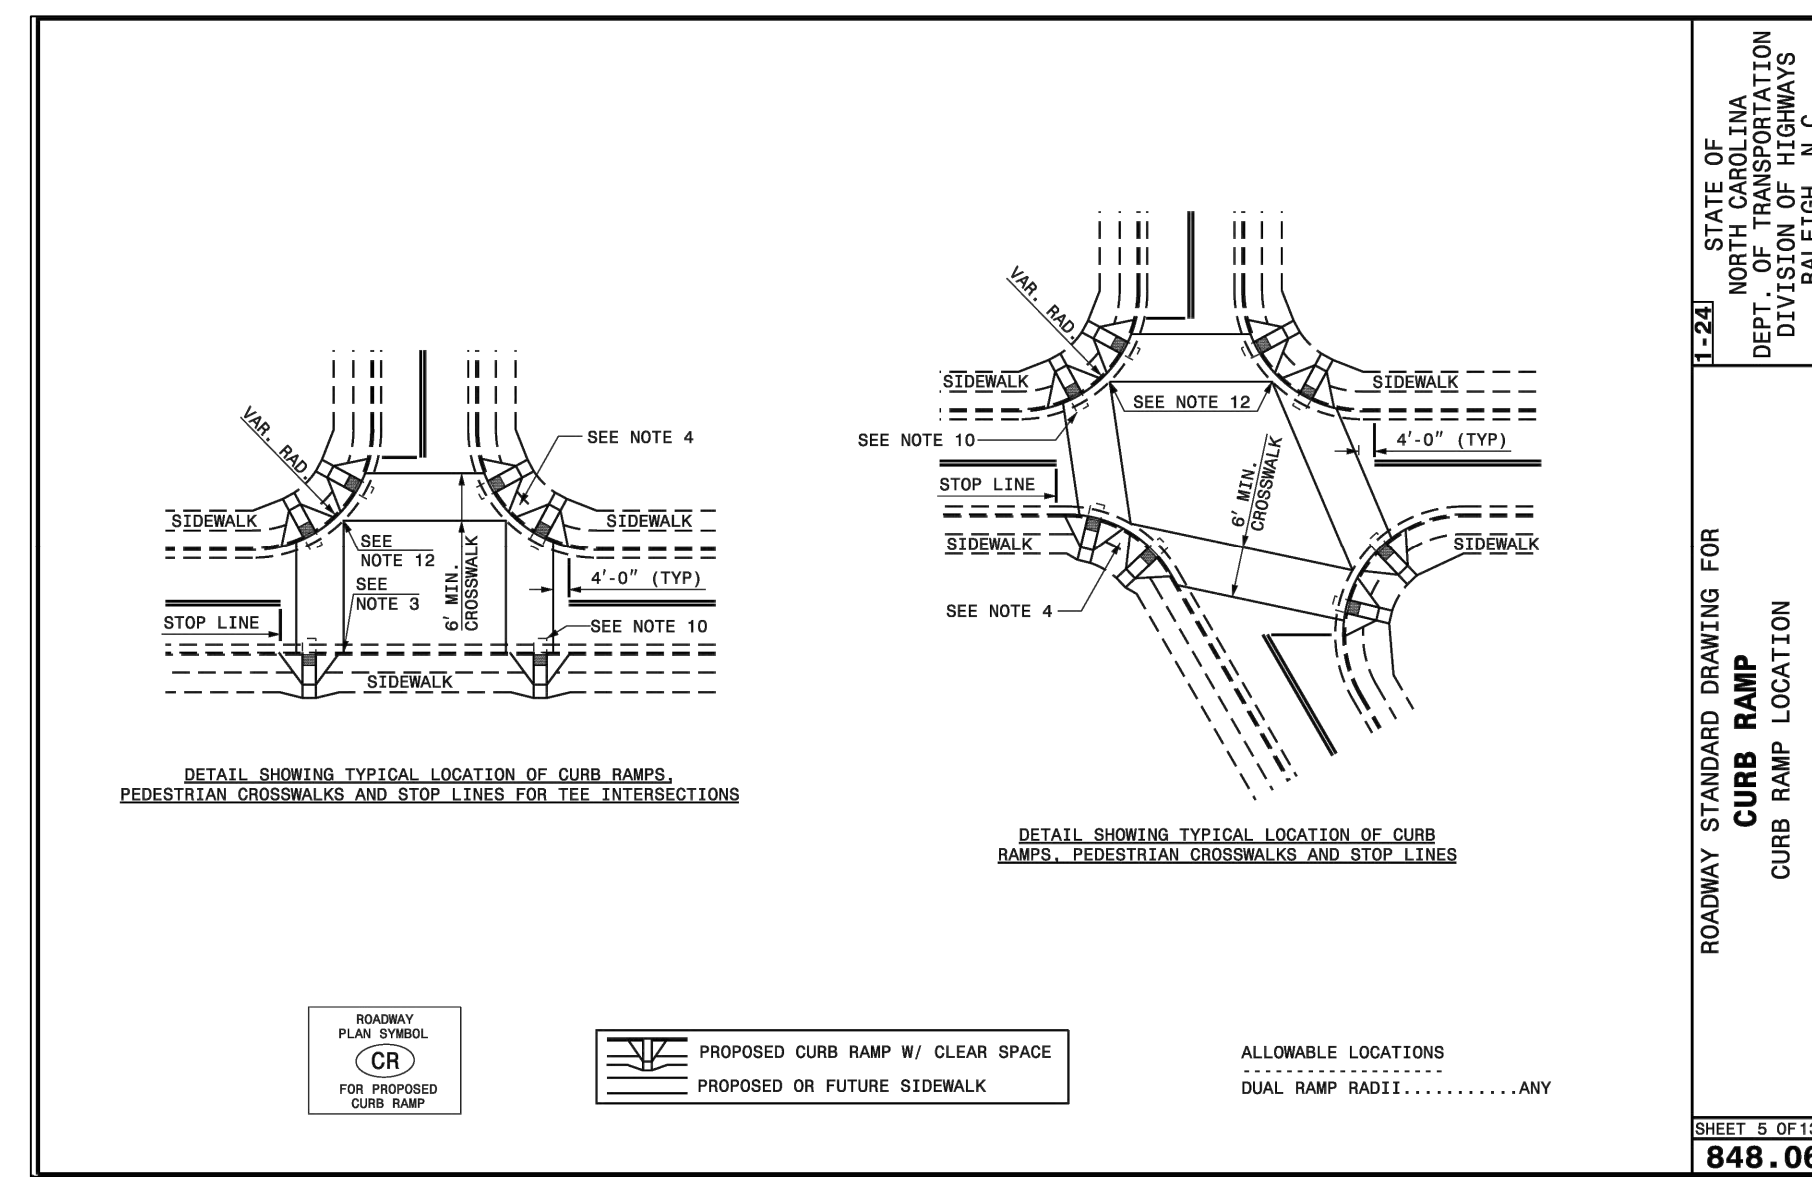 VAR. RAD.
SEE NOTE 4
SIDEWALK
SIDEWALK
SEE
NOTE 12
SEE
NOTE 3
6' MIN.
CROSSWALK
4'-0" (TYP)
STOP LINE
SEE NOTE 10
SIDEWALK
DETAIL SHOWING TYPICAL LOCATION OF CURB RAMPS,
PEDESTRIAN CROSSWALKS AND STOP LINES FOR TEE INTERSECTIONS
VAR. RAD.
SIDEWALK
SIDEWALK
SEE NOTE 12
SEE NOTE 10
6' MIN.
CROSSWALK
4'-0" (TYP)
STOP LINE
SIDEWALK
SIDEWALK
SEE NOTE 4
DETAIL SHOWING TYPICAL LOCATION OF CURB
RAMPS, PEDESTRIAN CROSSWALKS AND STOP LINES
ROADWAY
PLAN SYMBOL
CR
FOR PROPOSED
CURB RAMP
PROPOSED CURB RAMP W/ CLEAR SPACE
PROPOSED OR FUTURE SIDEWALK
ALLOWABLE LOCATIONS
-------------------
DUAL RAMP RADII...........ANY
1-24
STATE OF
NORTH CAROLINA
DEPT. OF TRANSPORTATION
DIVISION OF HIGHWAYS
RALEIGH, N.C.
ROADWAY STANDARD DRAWING FOR
CURB RAMP
CURB RAMP LOCATION
SHEET 5 OF 13
848.06